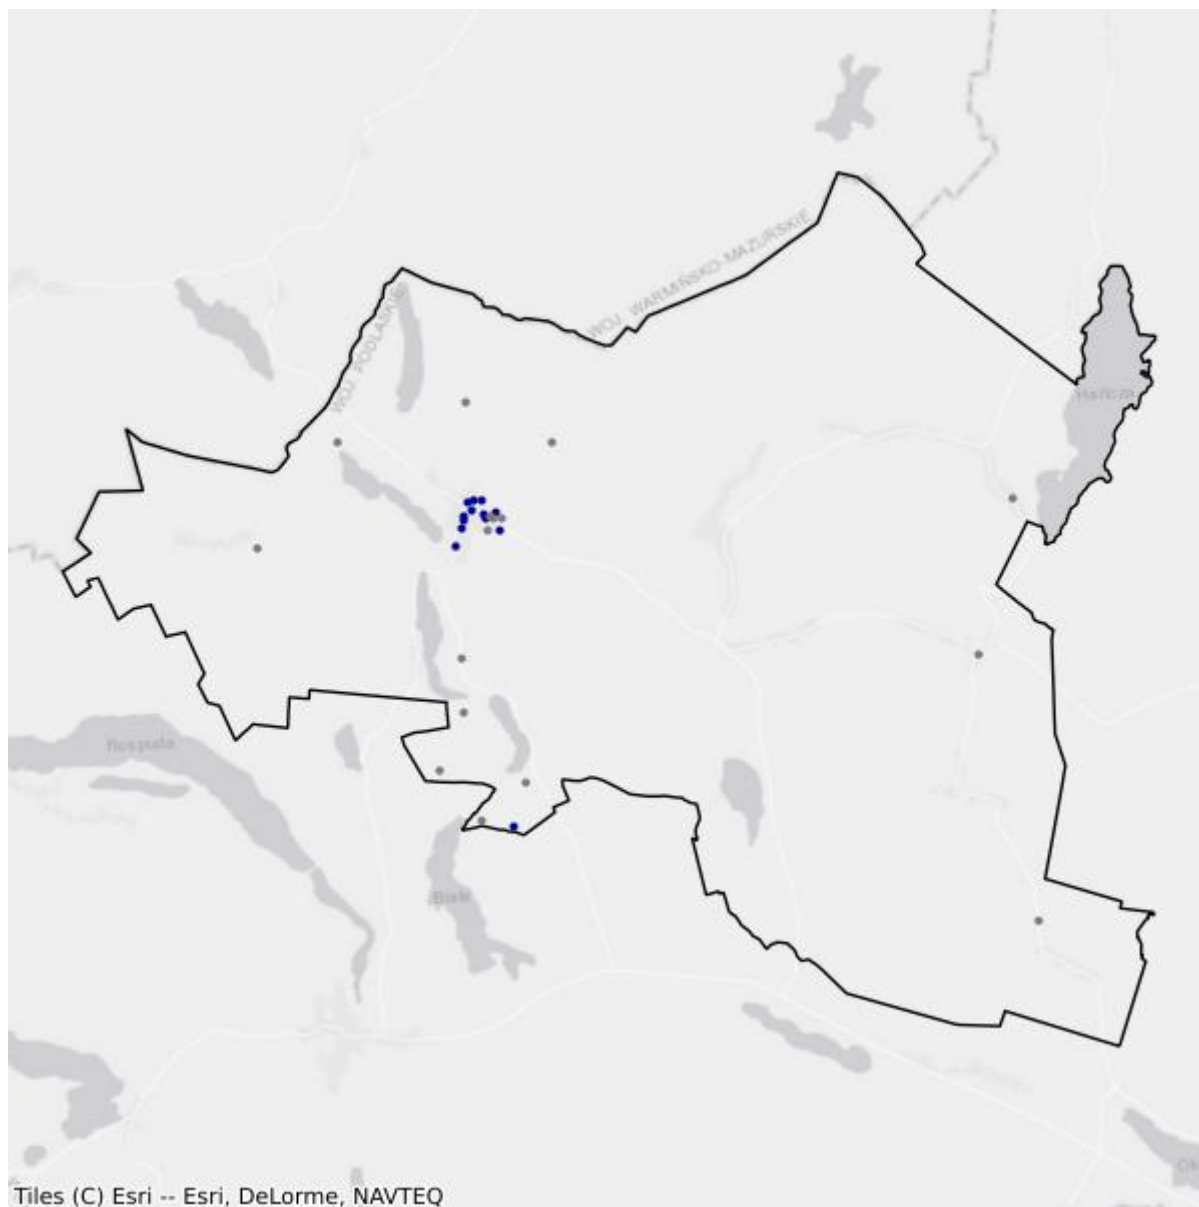 WOJ. WARMIŃSKO-MAZURSKIE
WOJ. PODLASKIE
Hańcza
Rospuda
Tiles (C) Esri -- Esri, DeLorme, NAVTEQ